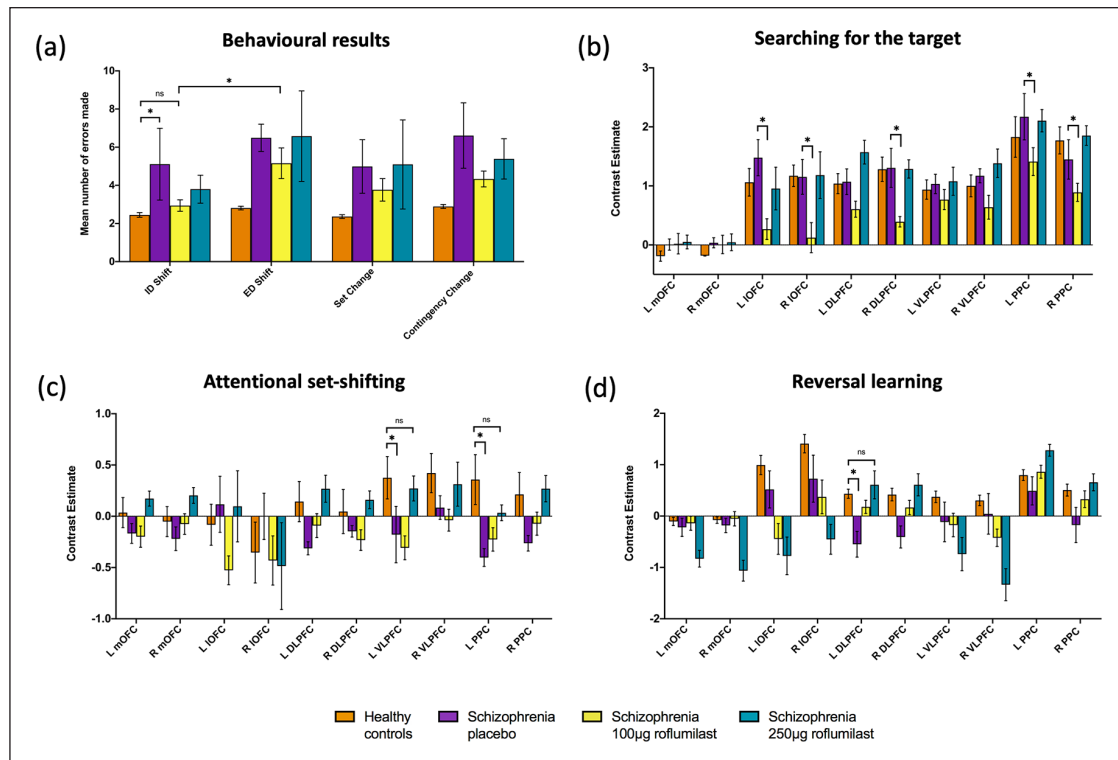 (a)
Behavioural results
Mean number of errors made
10
8
6
4
2
0
ns
*
*
ID Shift
ED Shift
Set Change
Contingency Change
(b)
Searching for the target
Contrast Estimate
3
2
1
0
*
*
*
*
*
L mOFC
R mOFC
L lOFC
R lOFC
L DLPFC
R DLPFC
L VLPFC
R VLPFC
L PPC
R PPC
(c)
Attentional set-shifting
Contrast Estimate
1.0
0.5
0.0
-0.5
-1.0
ns
*
ns
*
L mOFC
R mOFC
L lOFC
R lOFC
L DLPFC
R DLPFC
L VLPFC
R VLPFC
L PPC
R PPC
(d)
Reversal learning
Contrast Estimate
2
1
0
-1
-2
ns
*
L mOFC
R mOFC
L lOFC
R lOFC
L DLPFC
R DLPFC
L VLPFC
R VLPFC
L PPC
R PPC
Healthy
controls
Schizophrenia
placebo
Schizophrenia
100µg roflumilast
Schizophrenia
250µg roflumilast